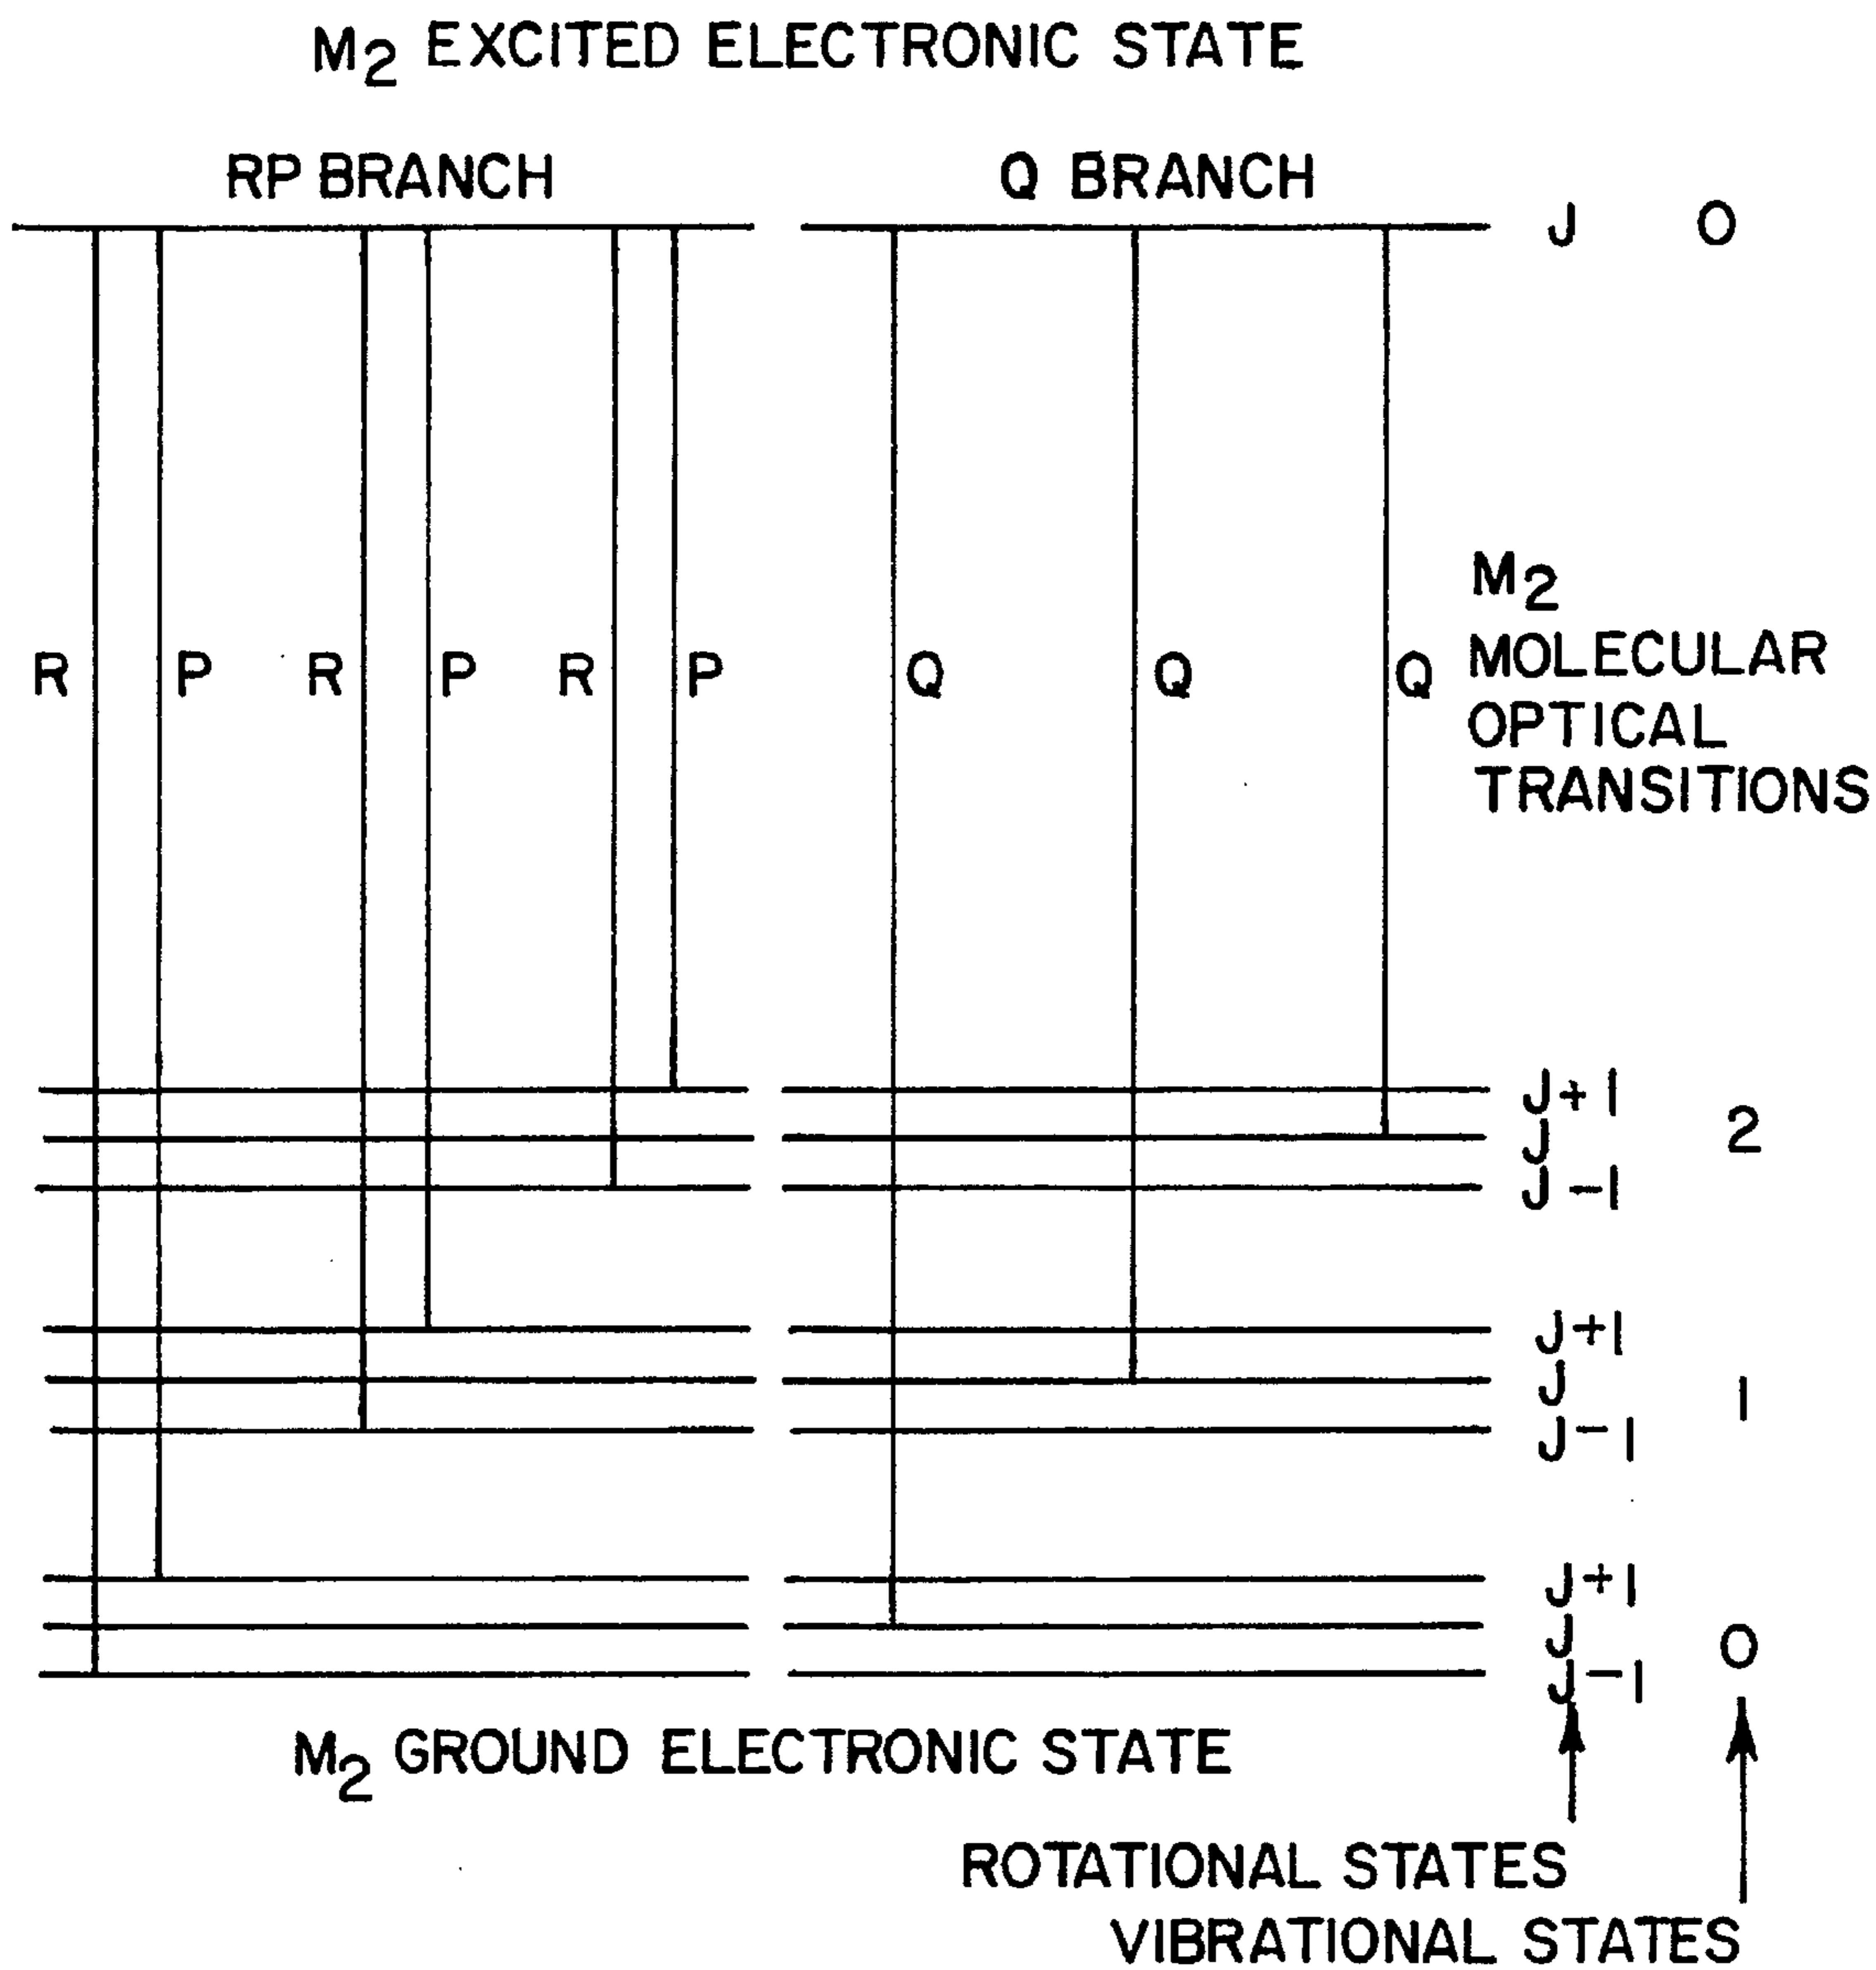 M2 EXCITED ELECTRONIC STATE
RP BRANCH
Q BRANCH
J 0
R P R P R P Q Q Q
M2
MOLECULAR
OPTICAL
TRANSITIONS
J+1
J 2
J-1
J+1
J 1
J-1
J+1
J 0
J-1
M2 GROUND ELECTRONIC STATE
ROTATIONAL STATES
VIBRATIONAL STATES